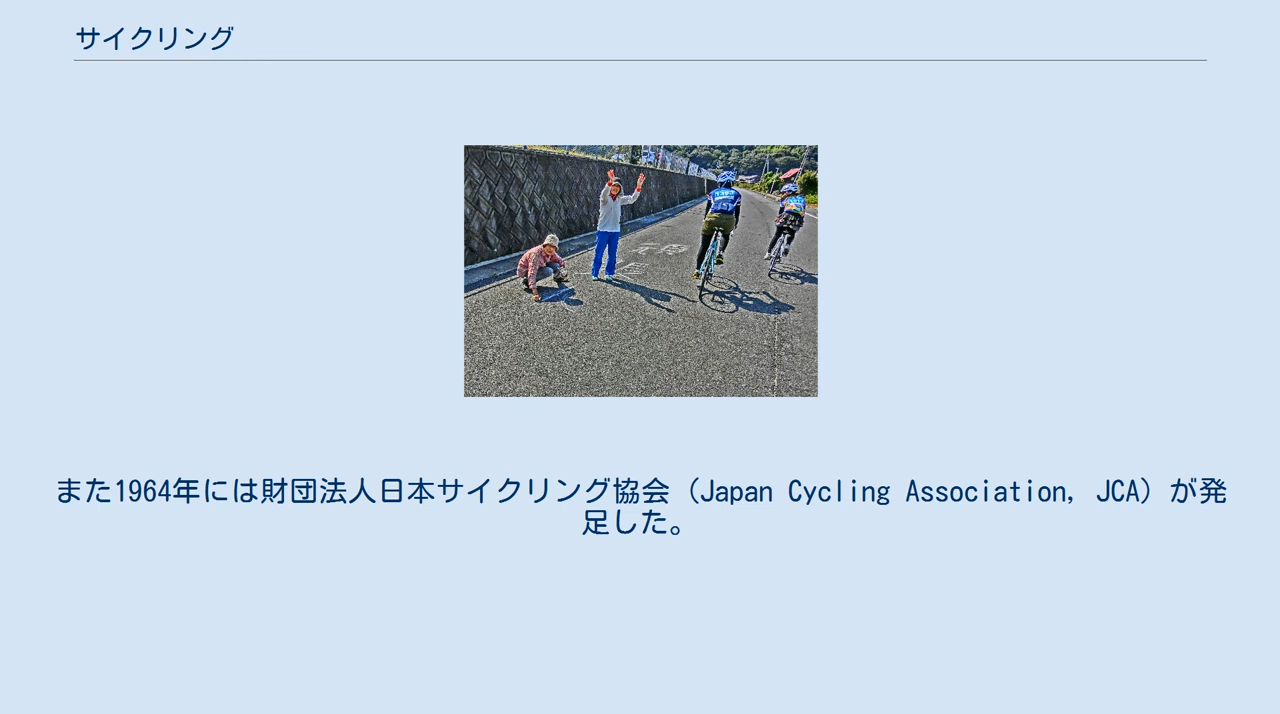 サイクリング
また1964年には財団法人日本サイクリング協会（Japan Cycling Association, JCA）が発
足した。